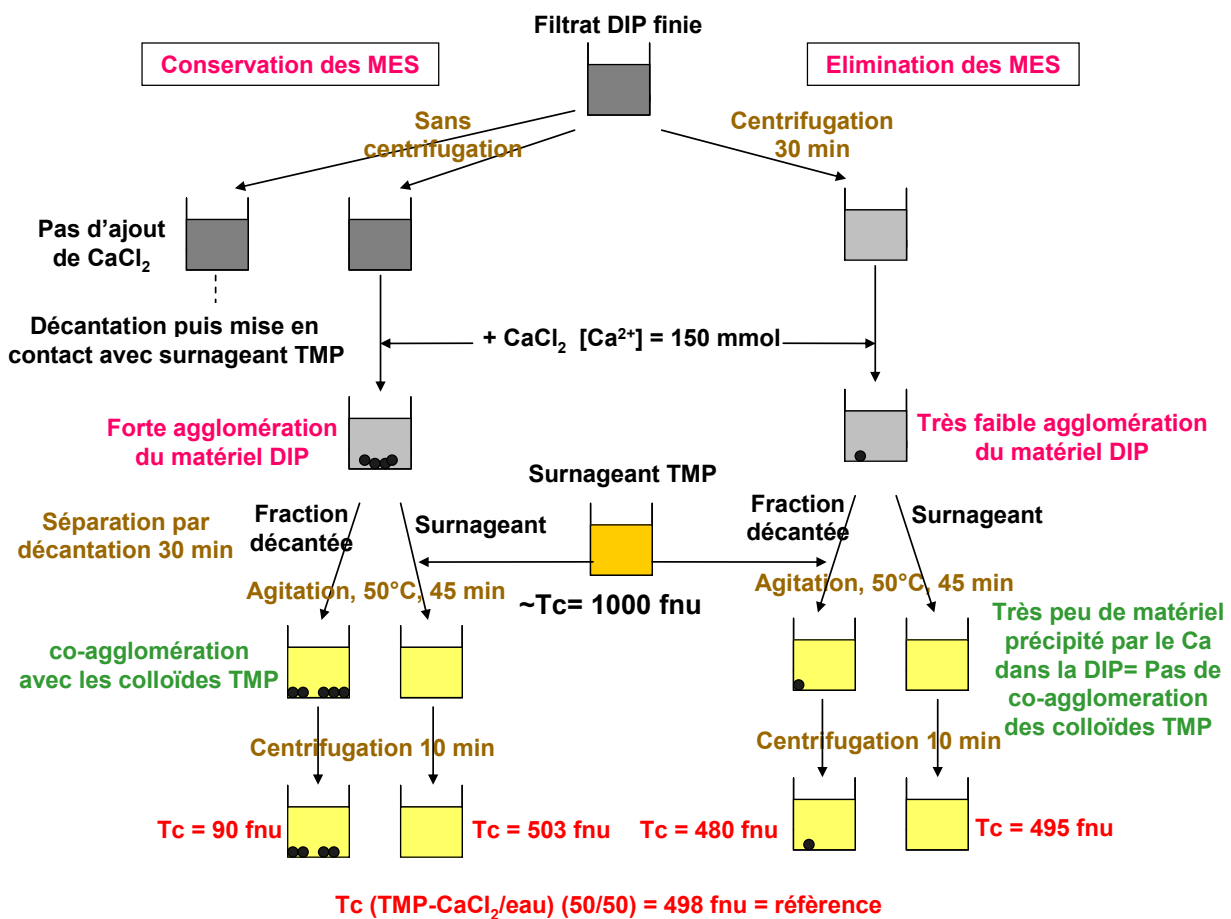 Filtrat DIP finie
Conservation des MES
Elimination des MES
Sans
centrifugation
Centrifugation
30 min
Pas d'ajout
de CaCl₂
Décantation puis mise en
contact avec surnageant TMP
+ CaCl₂ [Ca²⁺] = 150 mmol
Forte agglomération
du matériel DIP
Très faible agglomération
du matériel DIP
Surnageant TMP
Séparation par
décantation 30 min
Fraction
décantée
Surnageant
Fraction
décantée
Surnageant
Agitation, 50°C, 45 min
Agitation, 50°C, 45 min
~Tc= 1000 fnu
co-agglomération
avec les colloïdes TMP
Très peu de matériel
précipité par le Ca
dans la DIP= Pas de
co-agglomeration
des colloïdes TMP
Centrifugation 10 min
Centrifugation 10 min
Tc = 90 fnu
Tc = 503 fnu
Tc = 480 fnu
Tc = 495 fnu
Tc (TMP-CaCl₂/eau) (50/50) = 498 fnu = réfèrence